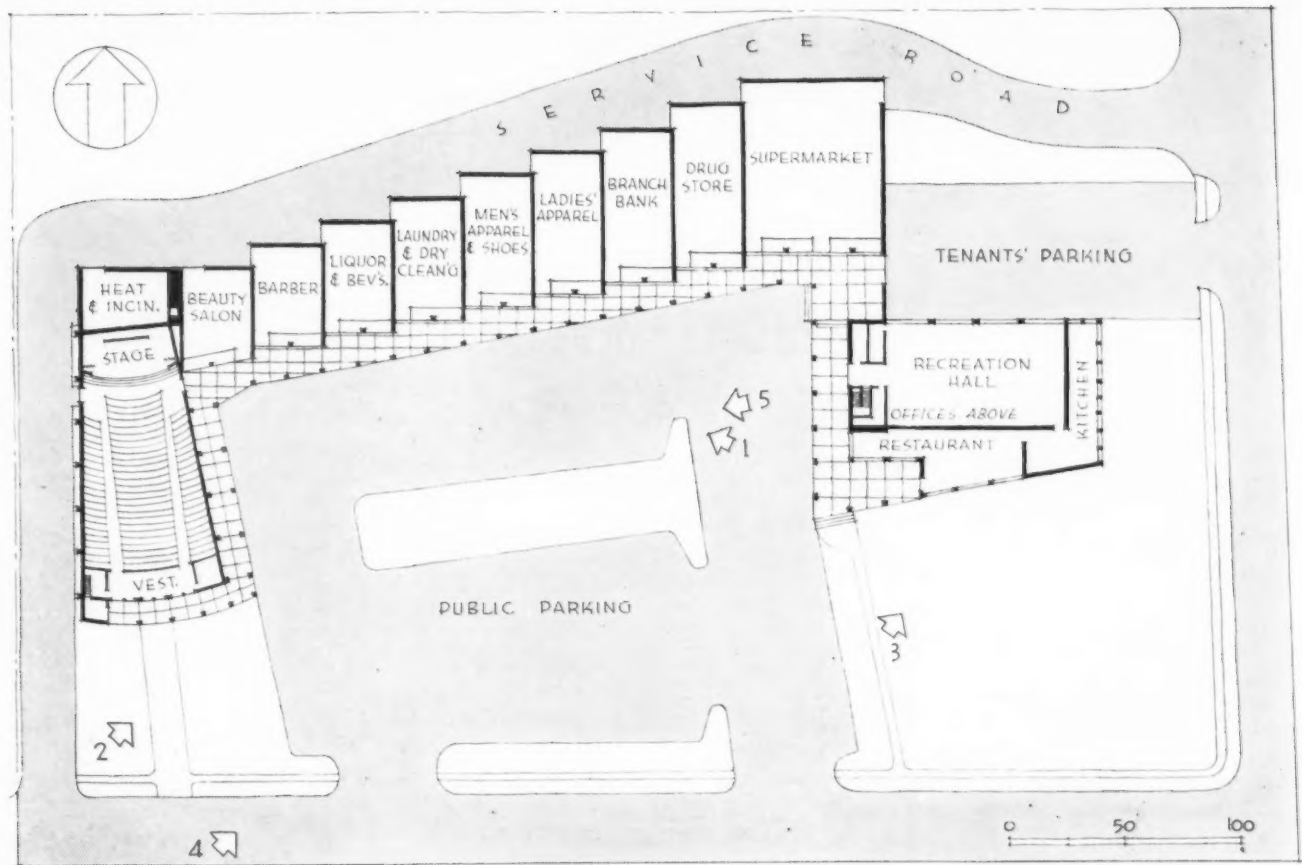 SERVICE ROAD
SUPERMARKET
DRUG
STORE
BRANCH
BANK
LADIES'
APPAREL
MEN'S
APPAREL
& SHOES
LAUNDRY
& DRY
CLEAN'G
LIQUOR
& BEV'S.
BARBER
BEAUTY
SALON
HEAT
& INCIN.
STAGE
VEST.
TENANTS' PARKING
RECREATION
HALL
OFFICES ABOVE
KITCHEN
RESTAURANT
5
1
PUBLIC PARKING
3
2
4
0 50 100